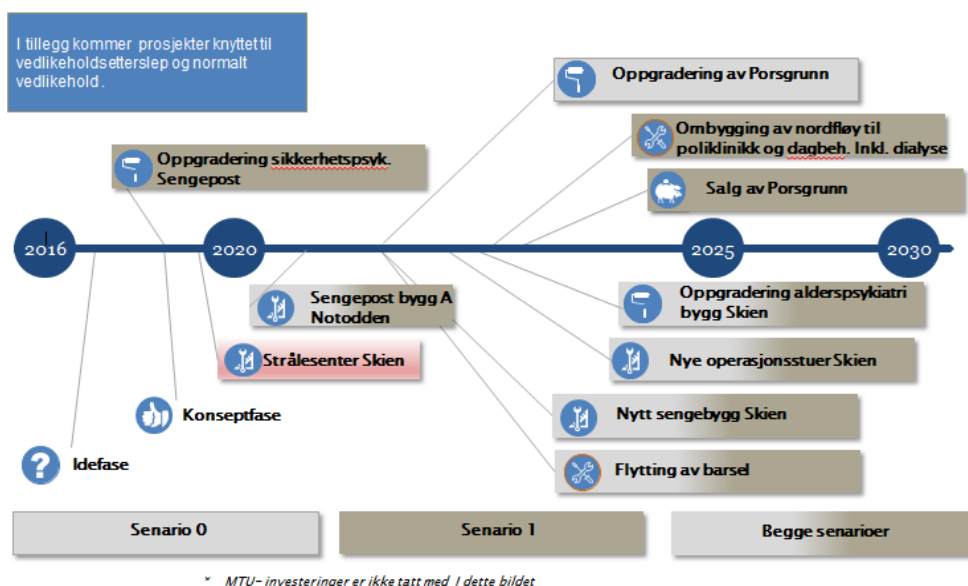 I tillegg kommer prosjekter knyttet til
vedlikeholdsetterslep og normalt
vedlikehold.
Oppgradering av Porsgrunn
Ombygging av nordfløy til
poliklinikk og dagbeh. Inkl. dialyse
Oppgradering sikkerhetspsyk.
Sengepost
Salg av Porsgrunn
2016
2020
2025
2030
Sengepost bygg A
Notodden
Oppgradering alderspsykiatri
bygg Skien
Strålesenter Skien
Nye operasjonsstuer Skien
Konseptfase
Nytt sengebygg Skien
Idefase
Flytting av barsel
Senario 0
Senario 1
Begge senarioer
* MTU- investeringer er ikke tatt med I dette bildet